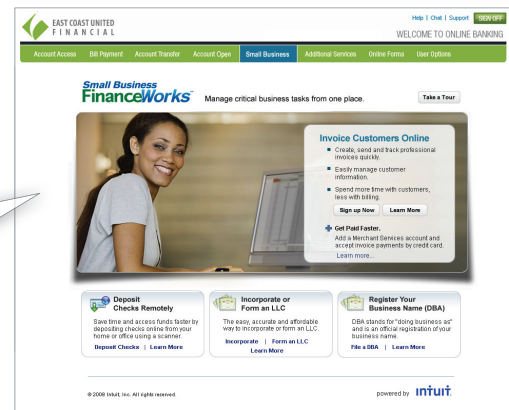 EAST COAST UNITED
FINANCIAL
Help | Chat | Support SIGN OFF
WELCOME TO ONLINE BANKING
Account Access Bill Payment Account Transfer Account Open Small Business Additional Services Online Forms User Options
Small Business
FinanceWorks™ Manage critical business tasks from one place. Take a Tour
Invoice Customers Online
Create, send and track professional
invoices quickly.
Easily manage customer
information.
Spend more time with customers,
less with billing.
Sign up Now Learn More
Get Paid Faster.
Add a Merchant Services account and
accept invoice payments by credit card.
Learn more...
Deposit
Checks Remotely
Save time and access funds faster by
depositing checks online from your
home or office using a scanner.
Deposit Checks | Learn More
Incorporate or
Form an LLC
The easy, accurate and affordable
way to incorporate or form an LLC.
Incorporate | Form an LLC
Learn More
Register Your
Business Name (DBA)
DBA stands for "doing business as"
and is an official registration of your
business name.
File a DBA | Learn More
© 2008 Intuit, Inc. All rights reserved.
powered by intuit.